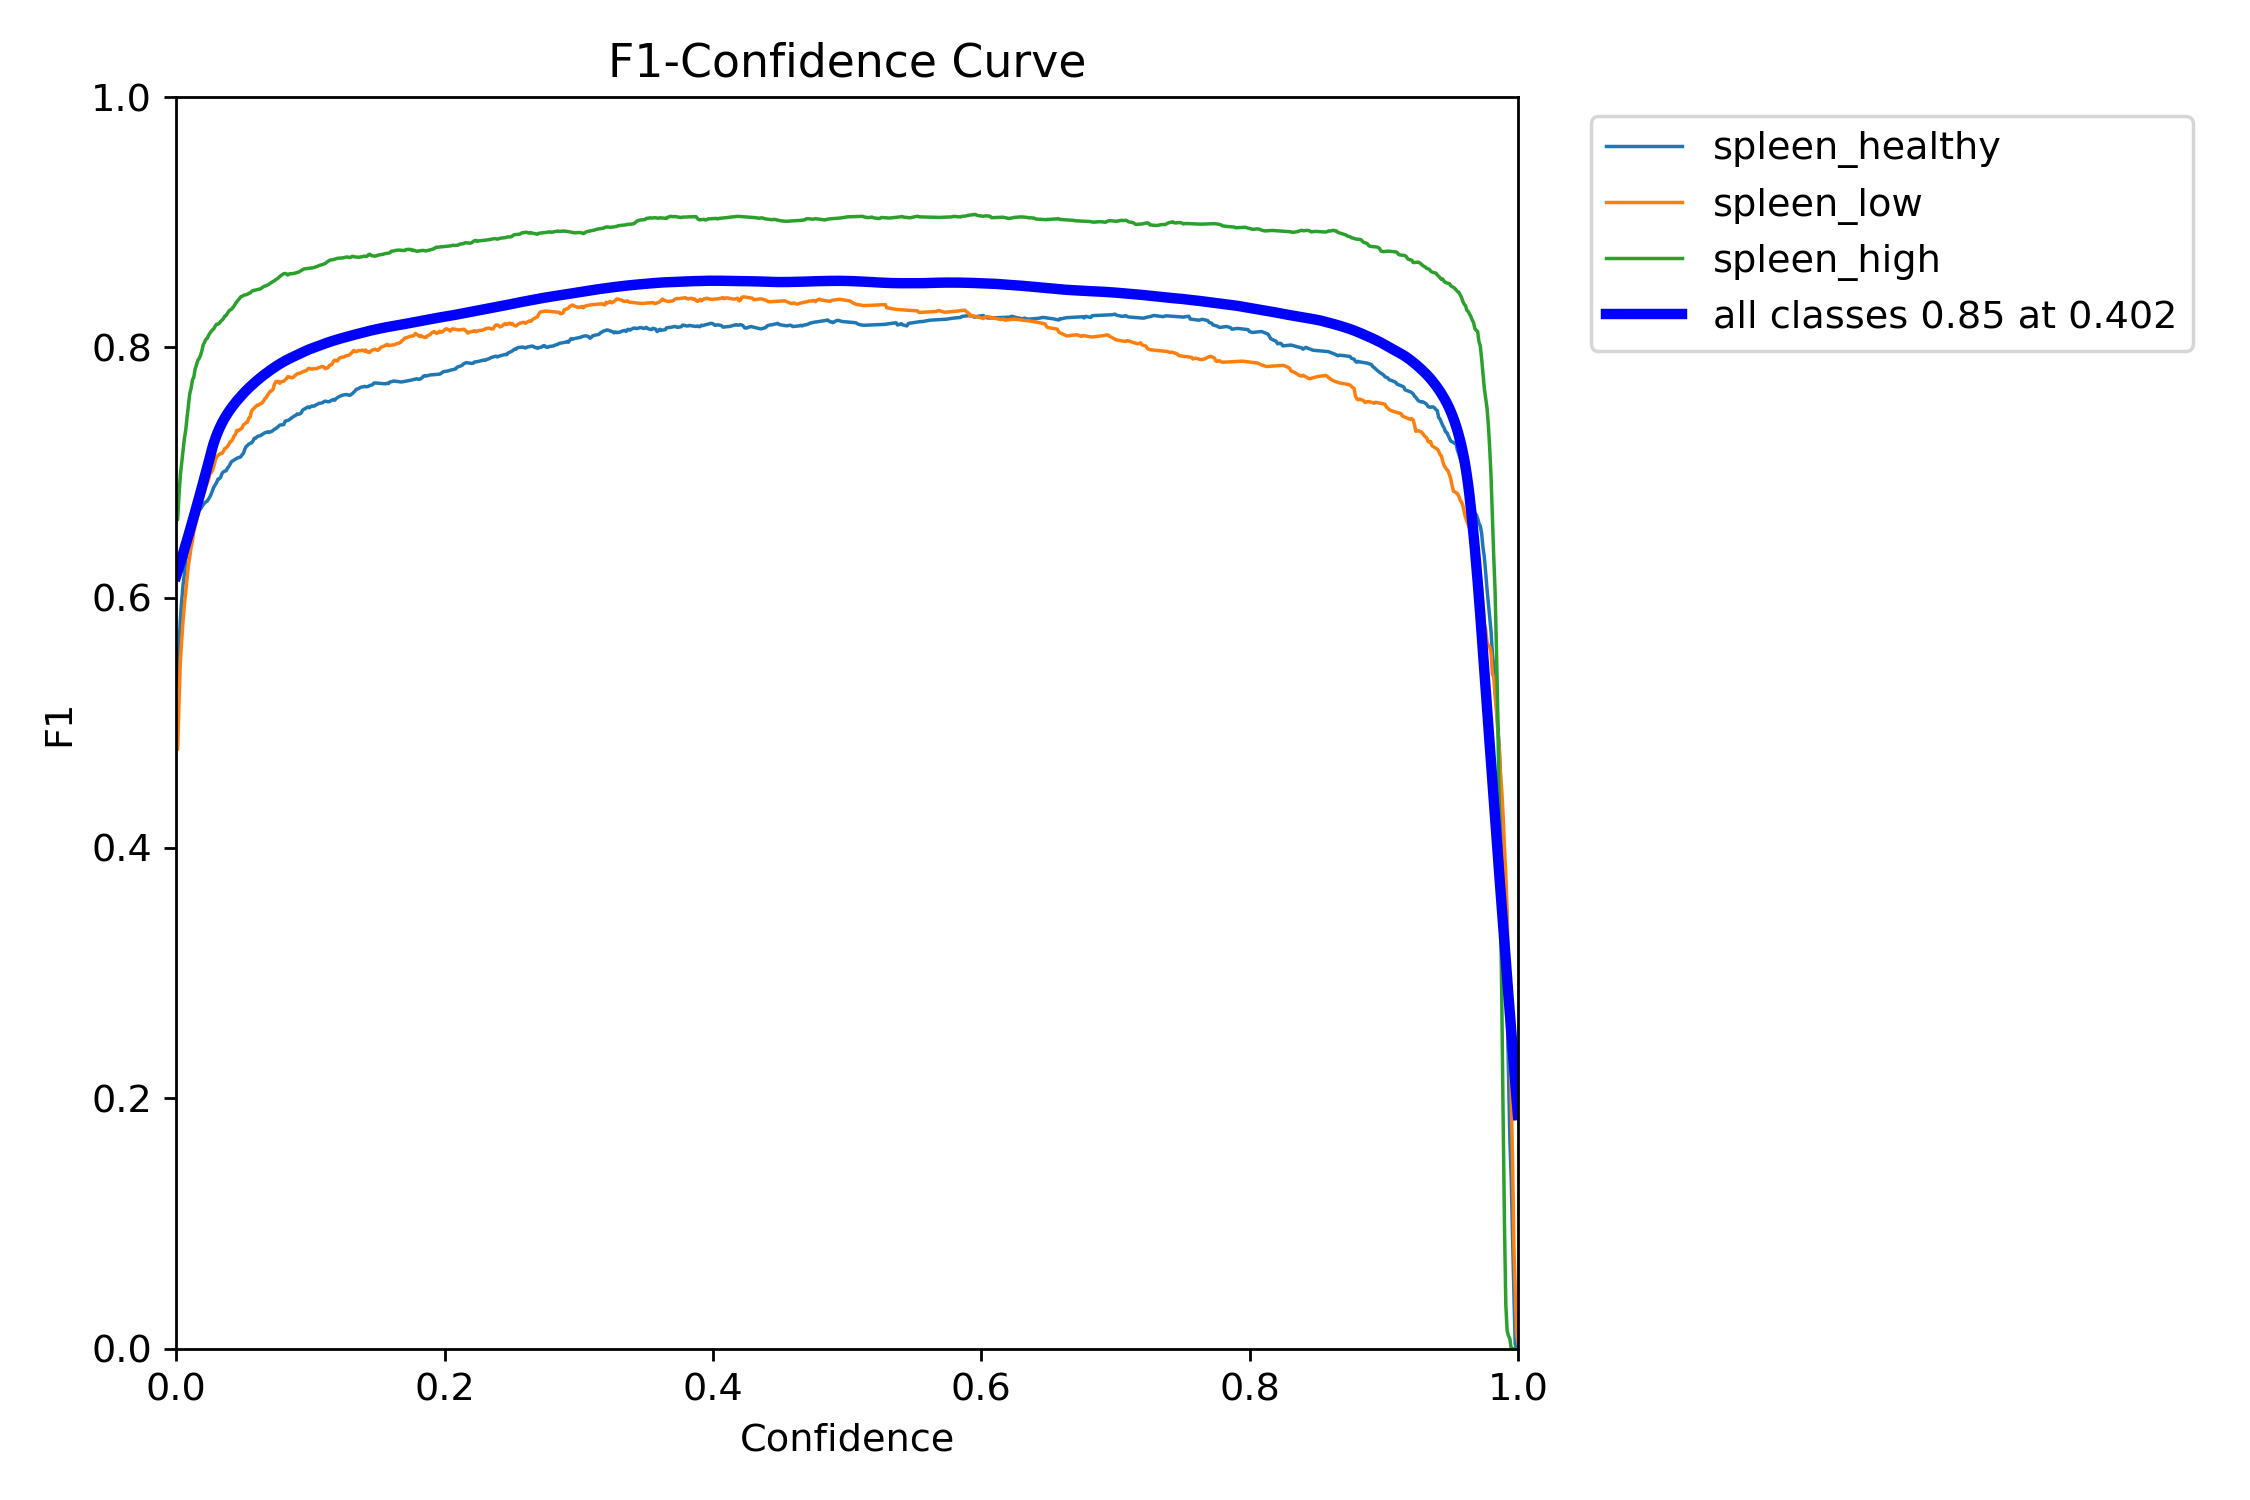 F1-Confidence Curve
1.0
0.8
0.6
0.4
0.2
0.0
F1
0.0 0.2 0.4 0.6 0.8 1.0
Confidence
spleen_healthy
spleen_low
spleen_high
all classes 0.85 at 0.402